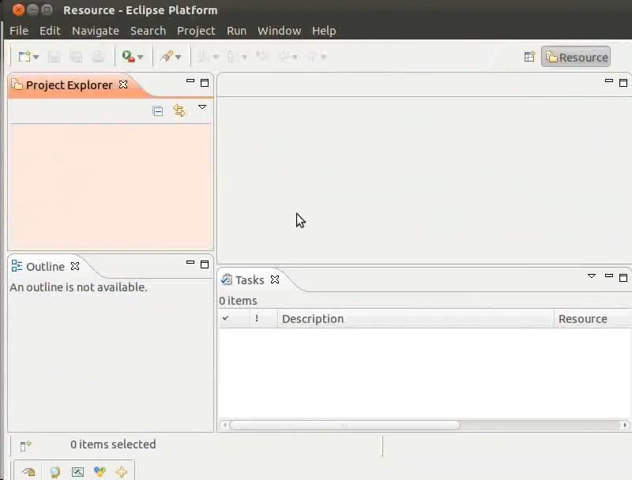 Resource - Eclipse Platform
File Edit Navigate Search Project Run Window Help
Resource
Project Explorer
Outline
An outline is not available.
Tasks
0 items
! Description Resource
0 items selected